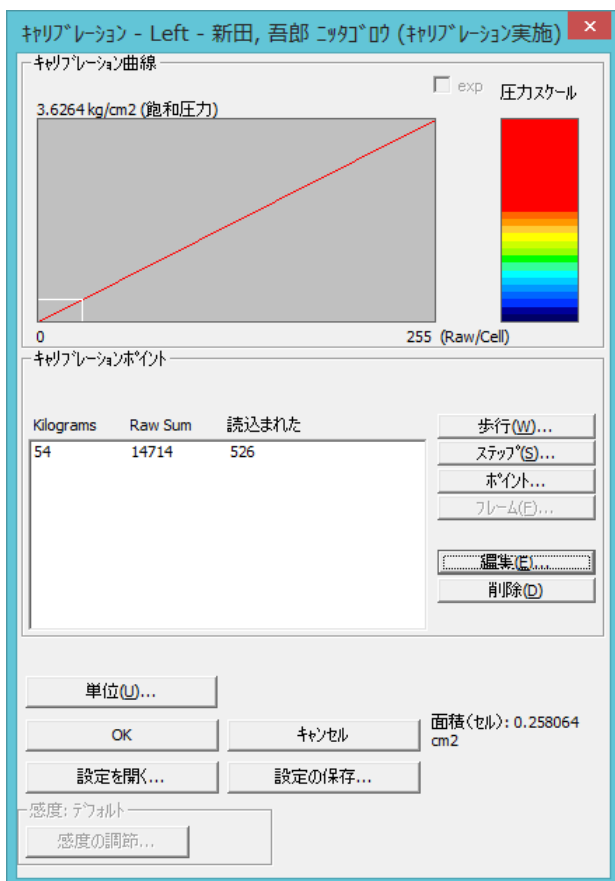 キャリブレーション - Left - 新田, 吾郎 ニッタゴロウ (キャリブレーション実施)
キャリブレーション曲線
exp
圧力スケール
3.6264 kg/cm2 (飽和圧力)
0
255 (Raw/Cell)
キャリブレーションポイント
Kilograms Raw Sum 読込まれた
54 14714 526
歩行(W)...
ステップ(S)...
ポイント...
フレーム(F)...
編集(E)...
削除(D)
単位(U)...
OK
キャンセル
面積(セル): 0.258064
cm2
設定を開く...
設定の保存...
感度: デフォルト
感度の調節...